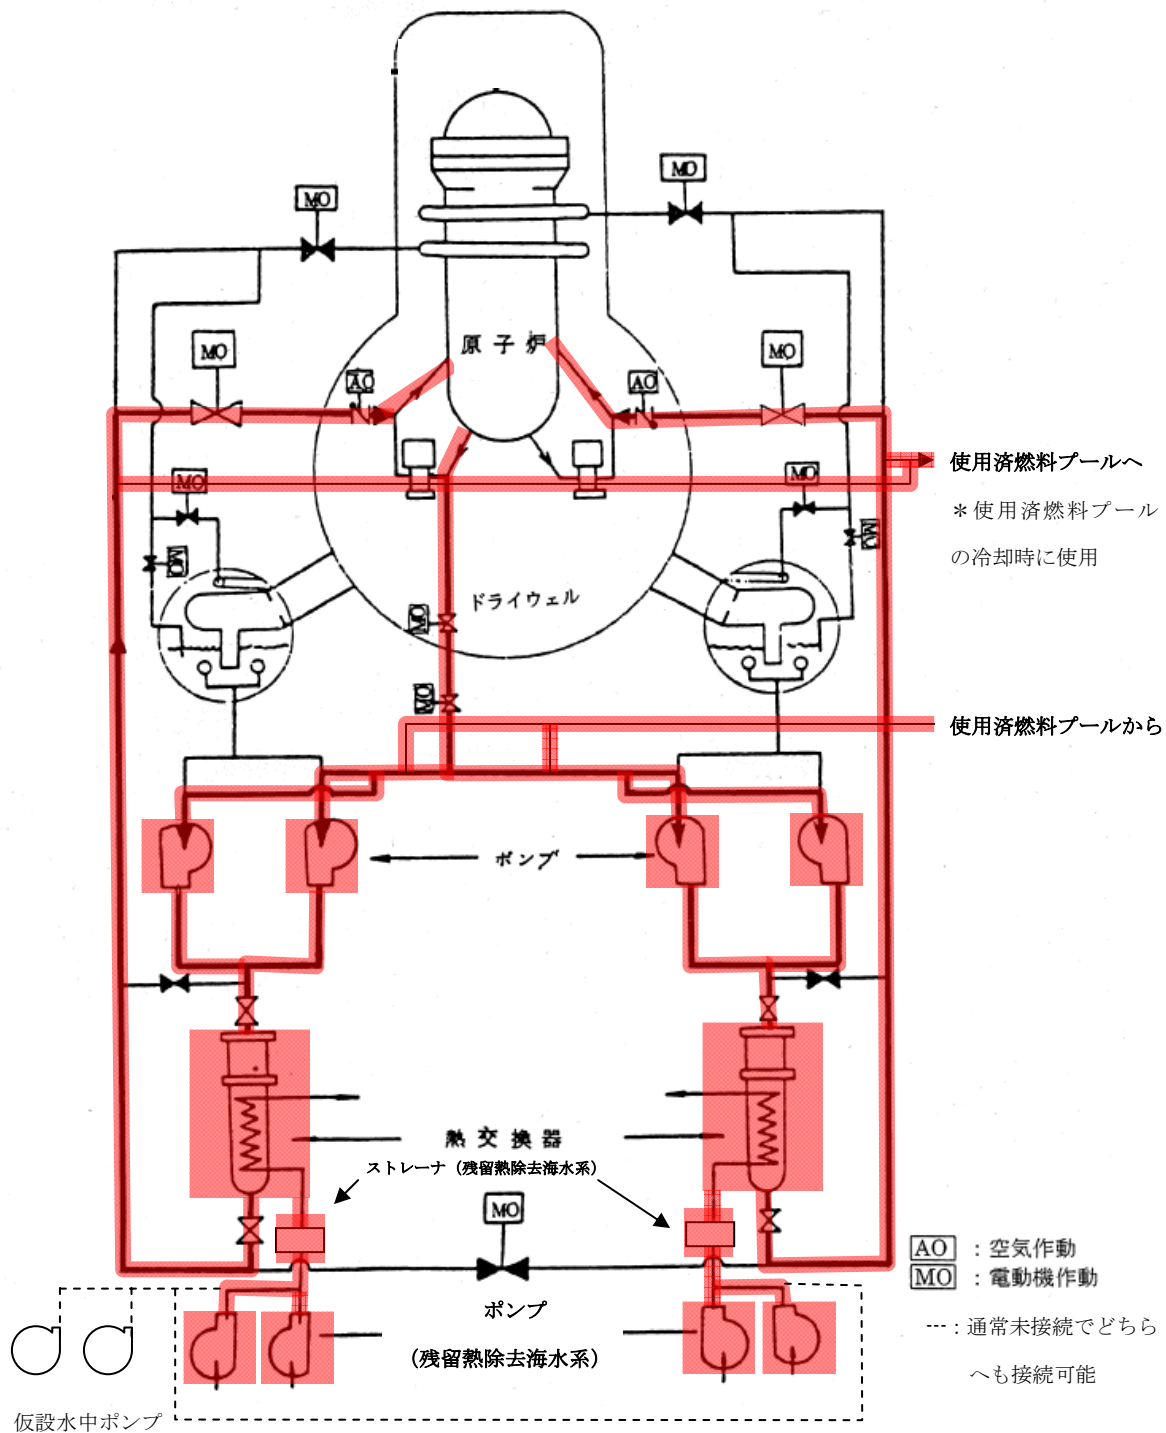 MO
MO
原子炉
MO
AO
AO
MO
使用済燃料プールへ
MO
MO
＊使用済燃料プール
の冷却時に使用
MO
MO
ドライウェル
MO
MO
使用済燃料プールから
ポンプ
熱交換器
ストレーナ（残留熱除去海水系）
MO
AO：空気作動
MO：電動機作動
ポンプ
---：通常未接続でどちら
（残留熱除去海水系）
へも接続可能
仮設水中ポンプ